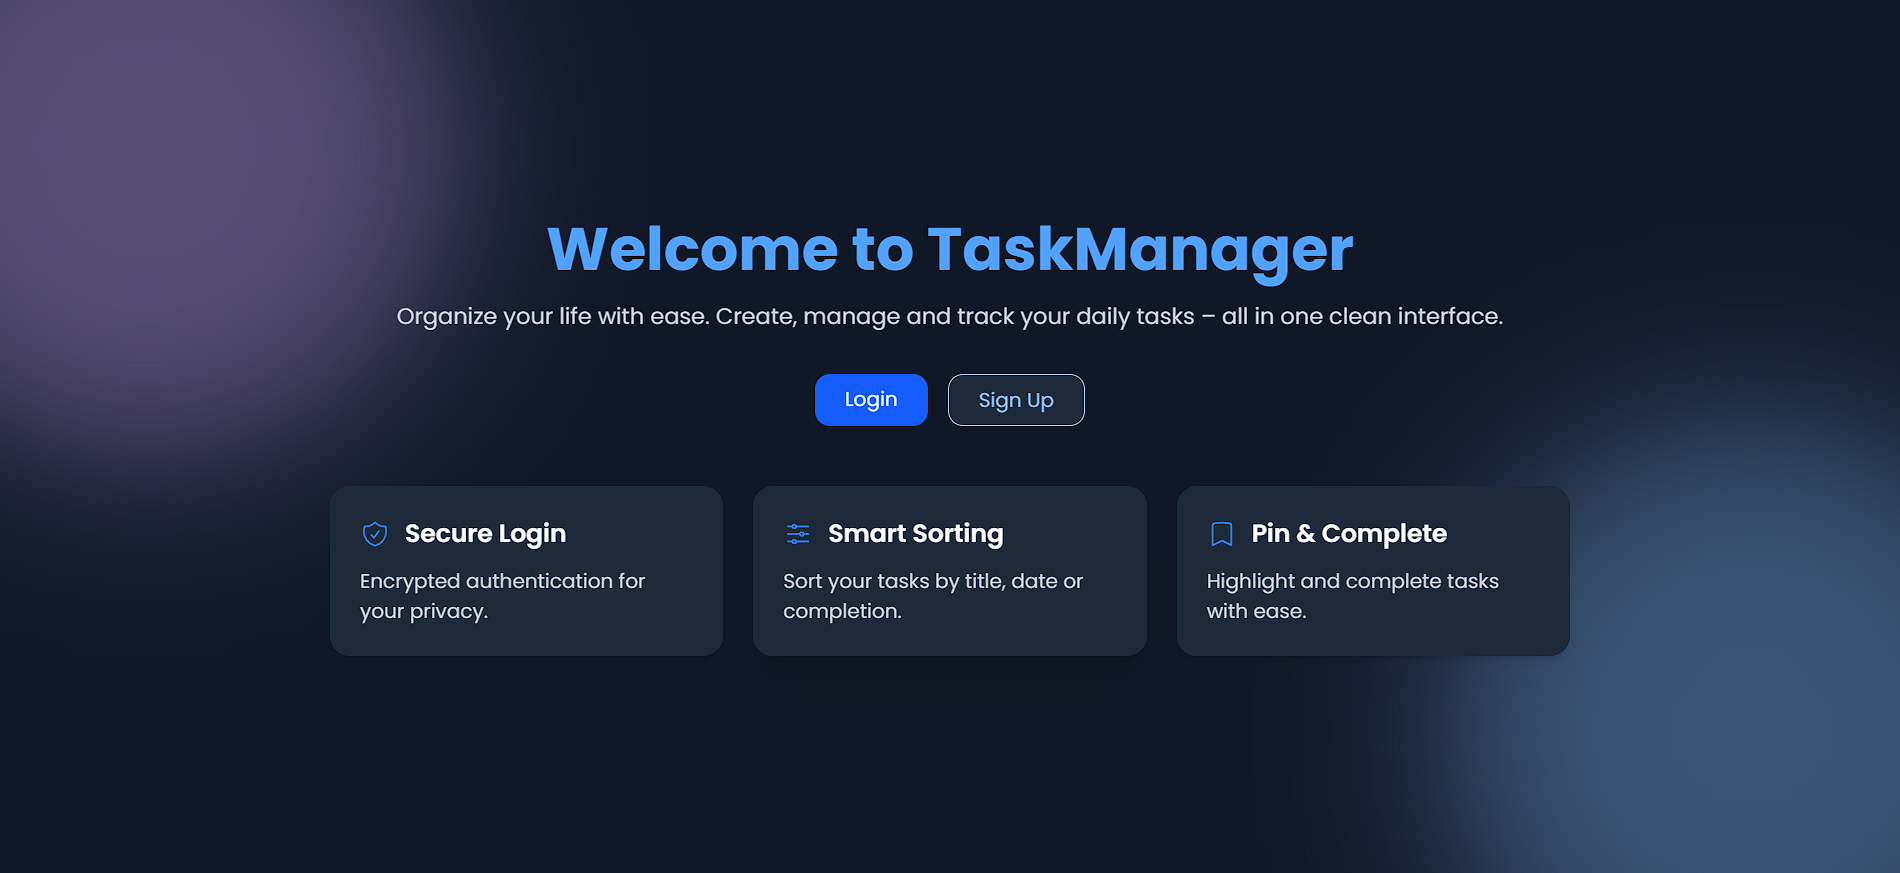 Welcome to TaskManager
Organize your life with ease. Create, manage and track your daily tasks – all in one clean interface.
Login
Sign Up
Secure Login
Encrypted authentication for
your privacy.
Smart Sorting
Sort your tasks by title, date or
completion.
Pin & Complete
Highlight and complete tasks
with ease.